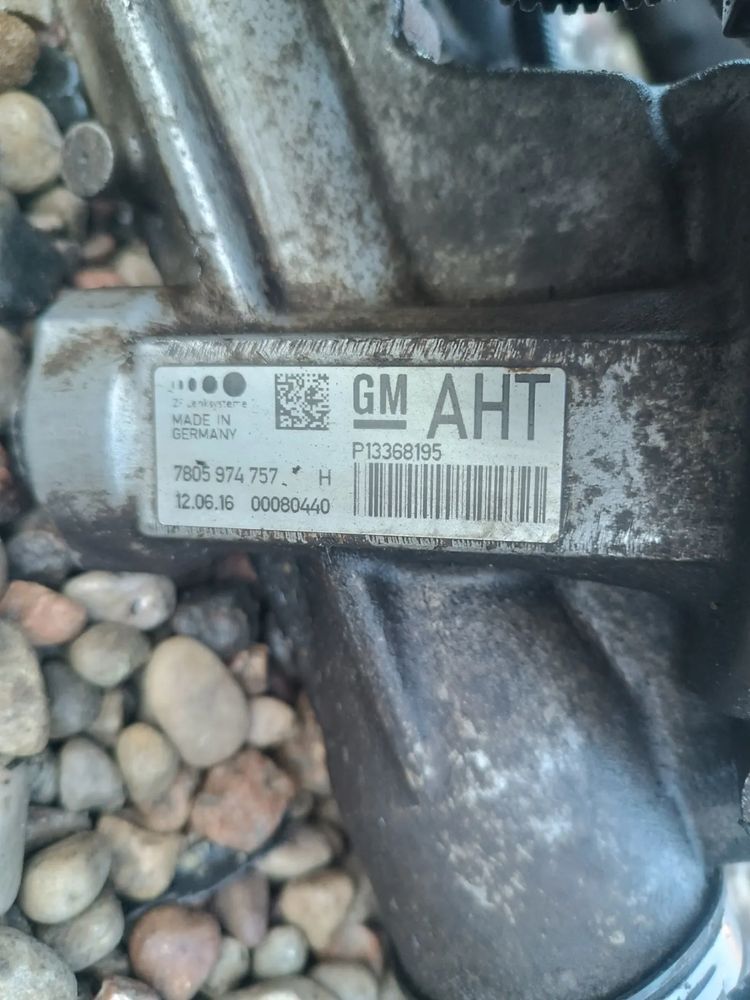 ZF Lenksysteme
MADE IN
GERMANY
7805 974 757 H
12.06.16 00080440
GM AHT
P13368195